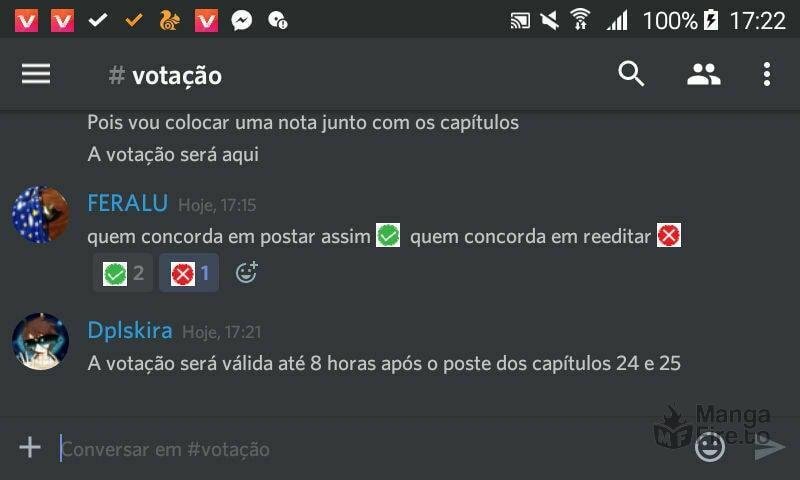 100% 17:22
# votação
Pois vou colocar uma nota junto com os capítulos
A votação será aqui
FERALU Hoje, 17:15
quem concorda em postar assim ✅ quem concorda em reeditar ❌
2 1
Dplskira Hoje, 17:21
A votação será válida até 8 horas após o poste dos capítulos 24 e 25
Conversar em #votação
Manga
Fire.to
MF